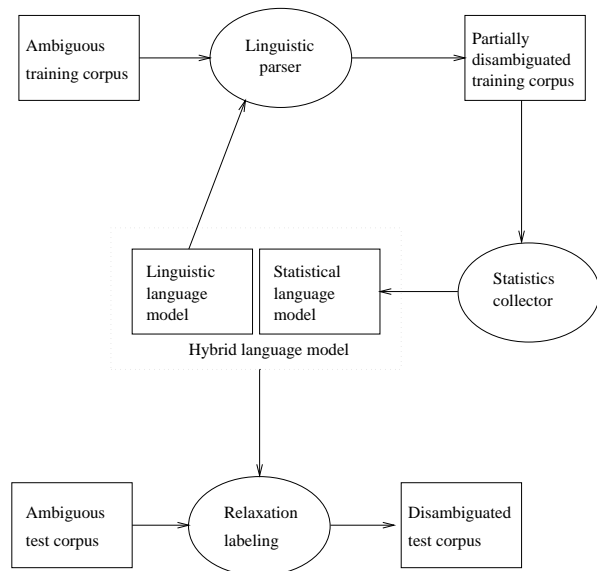 Ambiguous
training corpus
Linguistic
parser
Partially
disambiguated
training corpus
Linguistic
language
model
Statistical
language
model
Statistics
collector
Hybrid language model
Ambiguous
test corpus
Relaxation
labeling
Disambiguated
test corpus